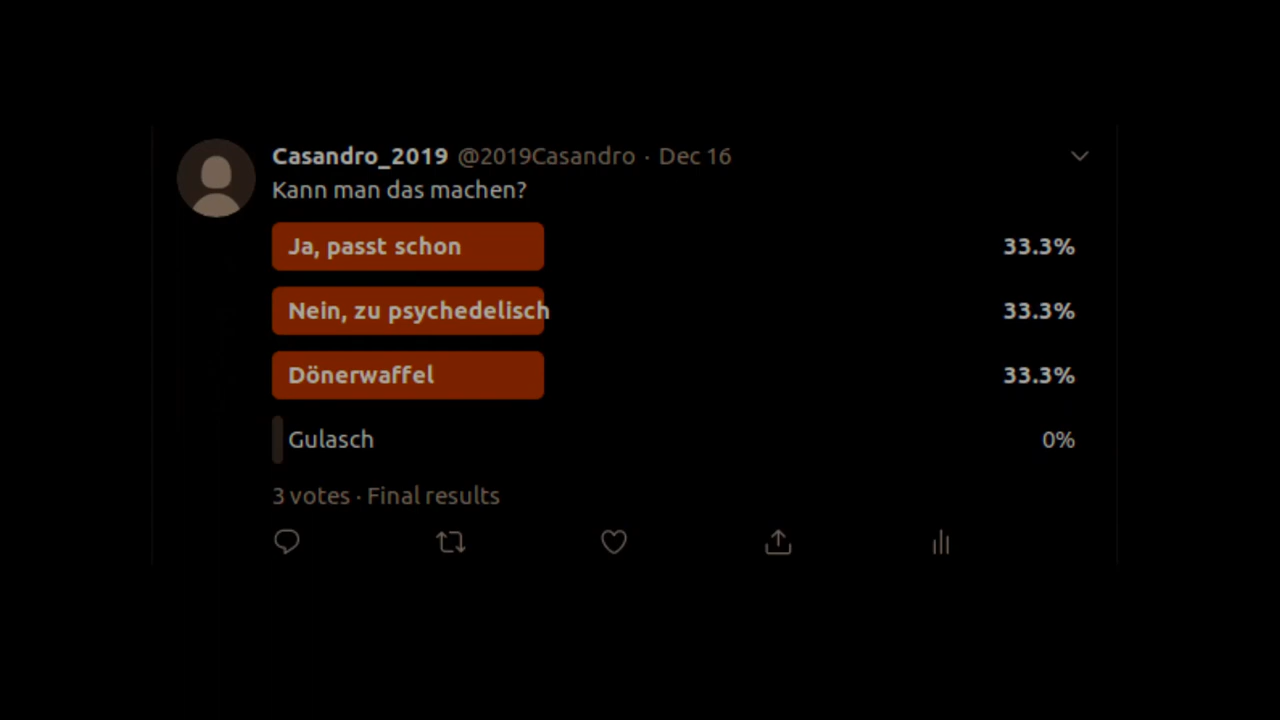 Casandro_2019 @2019Casandro · Dec 16
Kann man das machen?
Ja, passt schon 33.3%
Nein, zu psychedelisch 33.3%
Dönerwaffel 33.3%
Gulasch 0%
3 votes · Final results